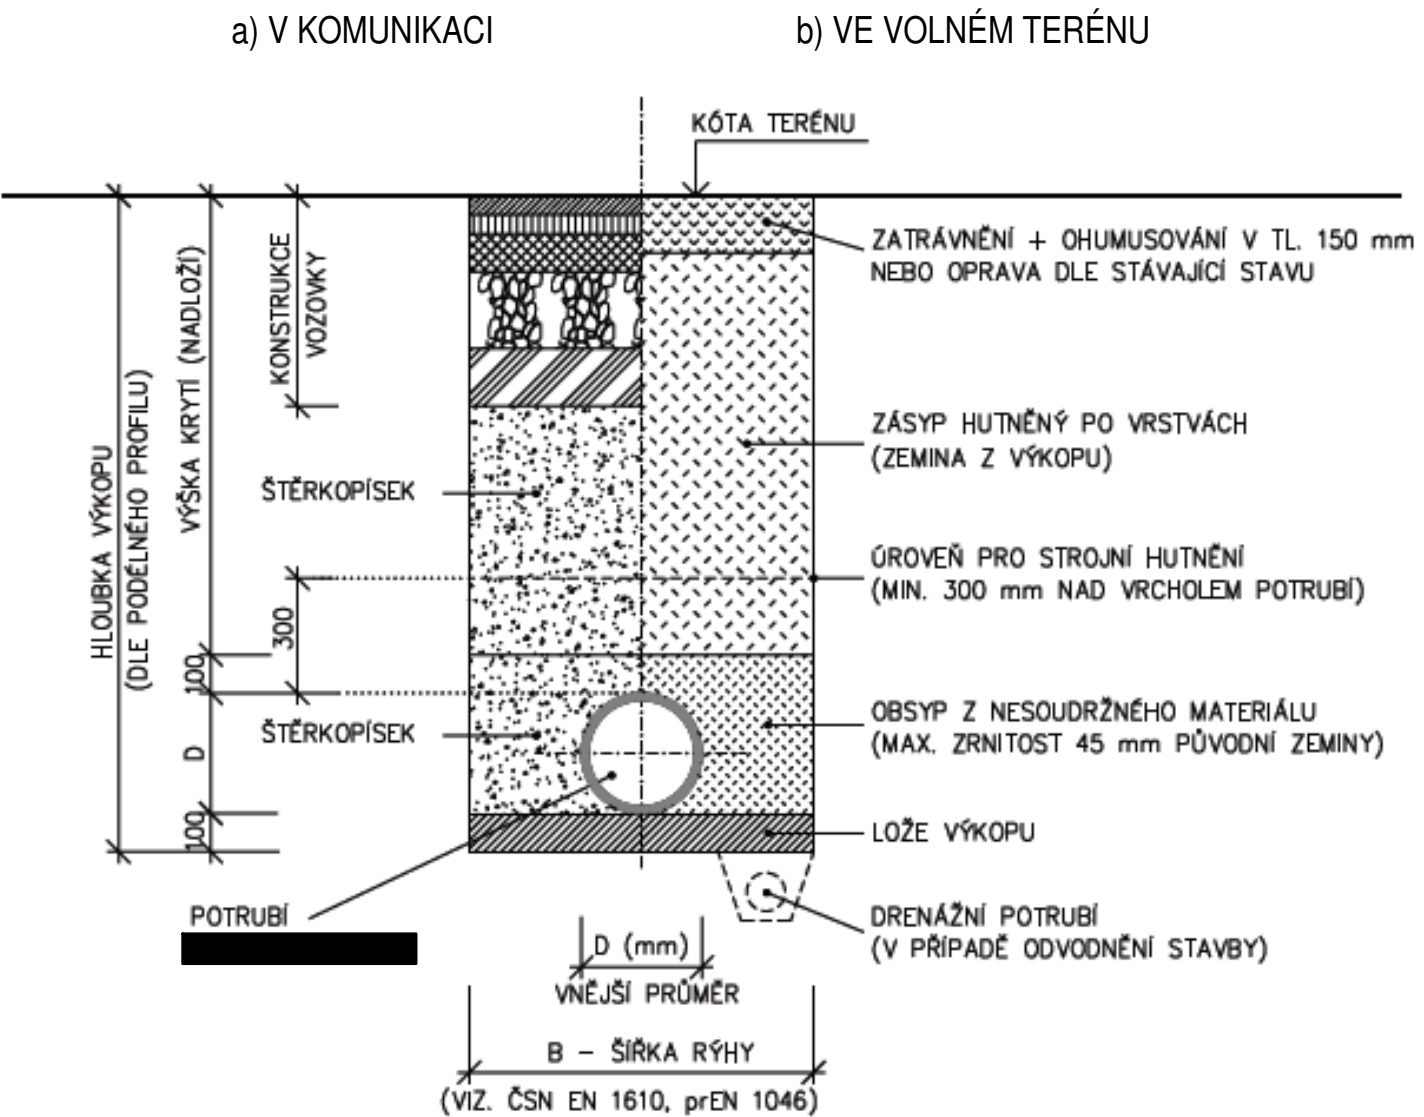 a) V KOMUNIKACI
b) VE VOLNÉM TERÉNU
KÓTA TERÉNU
ZATRÁVNĚNÍ + OHUMUSOVÁNÍ V TL. 150 mm
NEBO OPRAVA DLE STÁVAJÍCÍ STAVU
KONSTRUKCE
VOZOVKY
VÝŠKA KRYTÍ (NADLOŽÍ)
HLOUBKA VÝKOPU
(DLE PODÉLNÉHO PROFILU)
ZÁSYP HUTNĚNÝ PO VRSTVÁCH
(ZEMINA Z VÝKOPU)
ŠTĚRKOPÍSEK
ÚROVEŇ PRO STROJNÍ HUTNĚNÍ
(MIN. 300 mm NAD VRCHOLEM POTRUBÍ)
300
100
ŠTĚRKOPÍSEK
D
OBSYP Z NESOUDRŽNÉHO MATERIÁLU
(MAX. ZRNITOST 45 mm PŮVODNÍ ZEMINY)
100
LOŽE VÝKOPU
POTRUBÍ
DRENÁŽNÍ POTRUBÍ
(V PŘÍPADĚ ODVODNĚNÍ STAVBY)
D (mm)
VNĚJŠÍ PRŮMĚR
B – ŠÍŘKA RÝHY
(VIZ. ČSN EN 1610, prEN 1046)